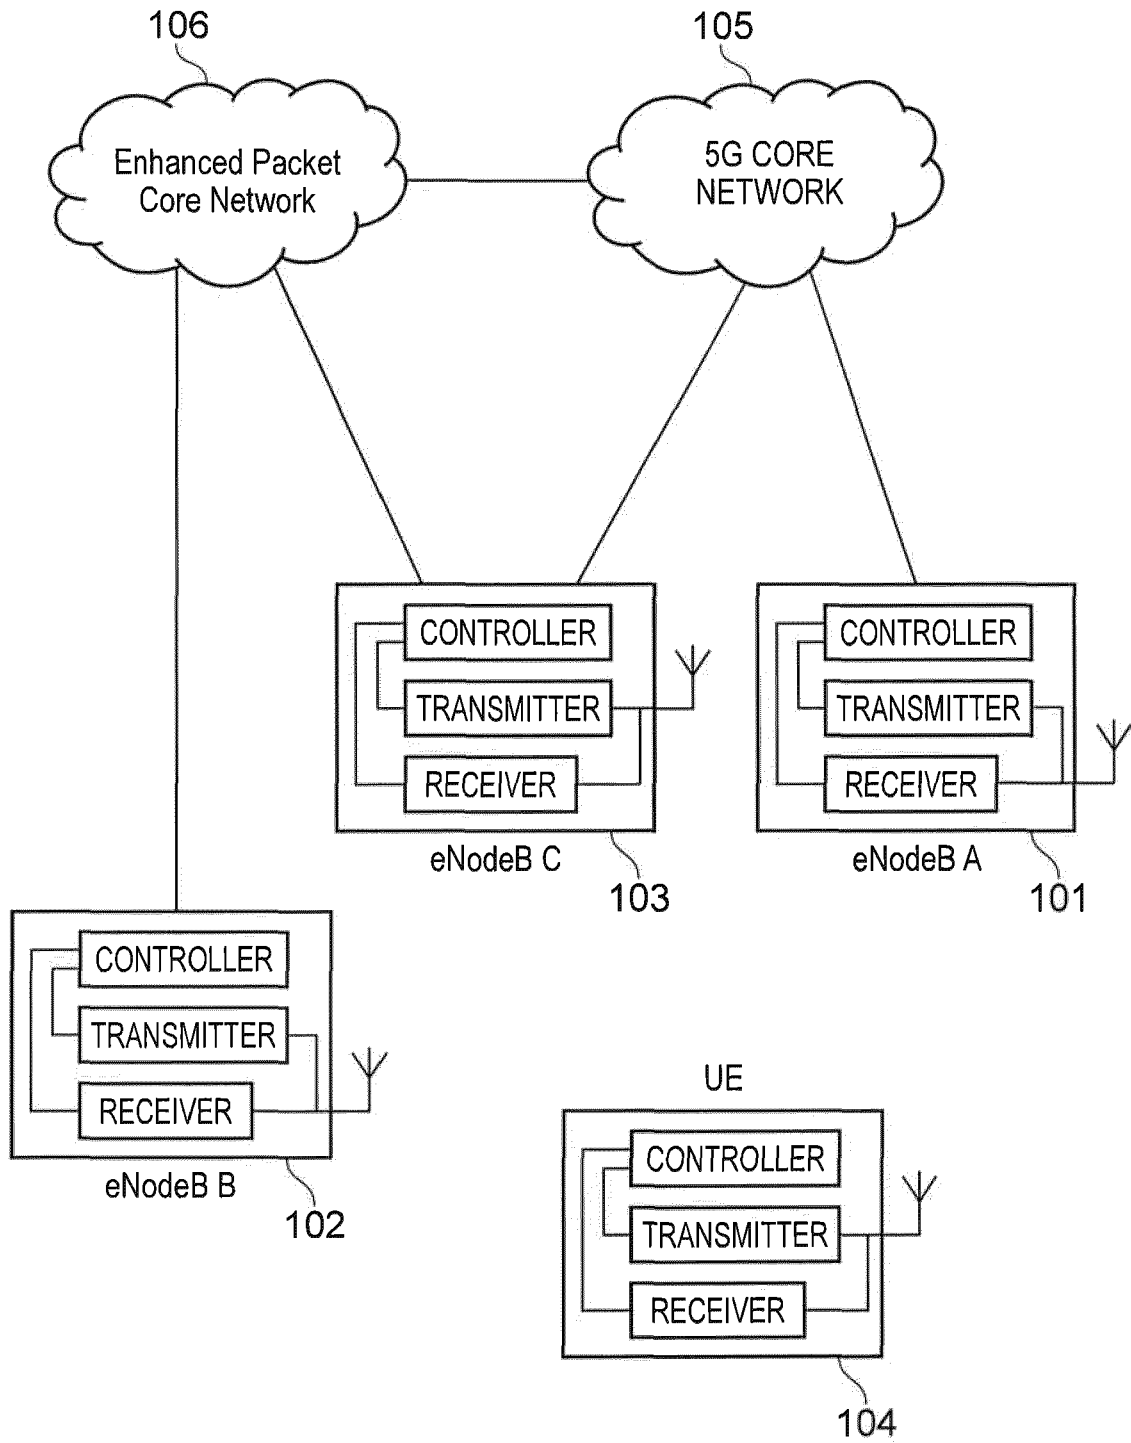 106
105
Enhanced Packet
Core Network
5G CORE
NETWORK
CONTROLLER
TRANSMITTER
RECEIVER
eNodeB C
103
CONTROLLER
TRANSMITTER
RECEIVER
eNodeB A
101
CONTROLLER
TRANSMITTER
RECEIVER
eNodeB B
102
UE
CONTROLLER
TRANSMITTER
RECEIVER
104